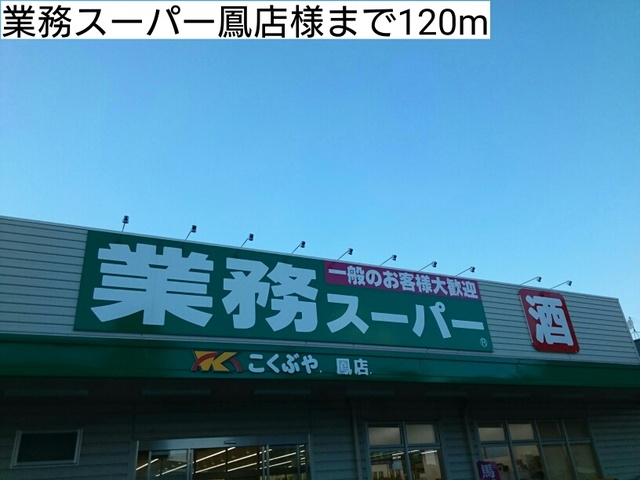 業務スーパー鳳店様まで120m
一般のお客様大歓迎
業務スーパー®
酒
こくぶや 鳳店
馬